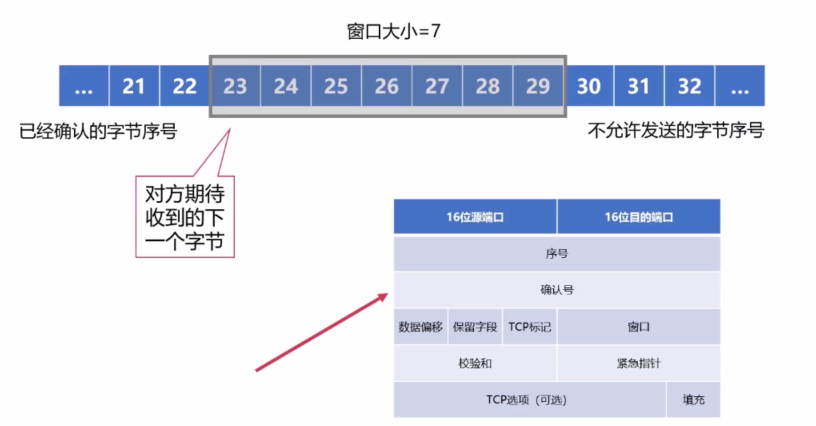 窗口大小=7
... 21 22 23 24 25 26 27 28 29 30 31 32 ...
已经确认的字节序号
不允许发送的字节序号
对方期待
收到的下
一个字节
16位源端口 16位目的端口
序号
确认号
数据偏移 保留字段 TCP标记 窗口
校验和 紧急指针
TCP选项（可选） 填充